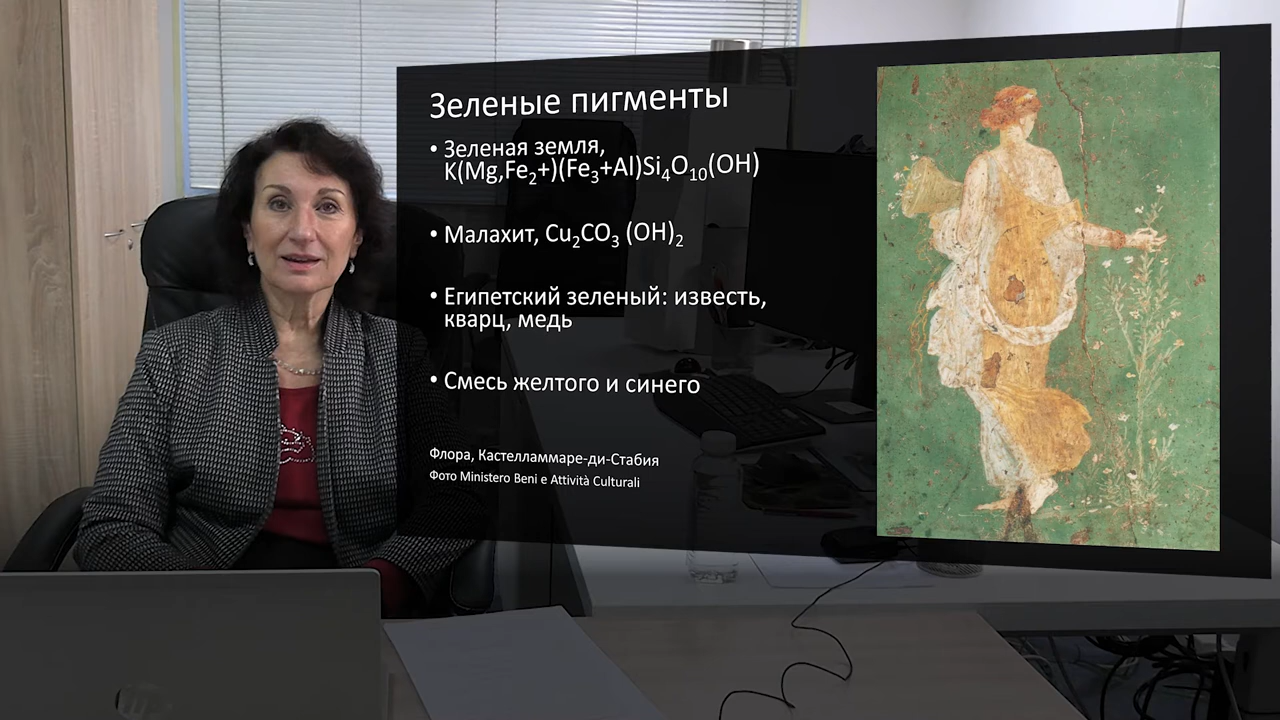 Зеленые пигменты
• Зеленая земля,
K(Mg,Fe₂+)(Fe₃+Al)Si₄O₁₀(OH)
• Малахит, Cu₂CO₃ (OH)₂
• Египетский зеленый: известь,
кварц, медь
• Смесь желтого и синего
Флора, Кастелламмаре-ди-Стабия
Фото Ministero Beni e Attività Culturali